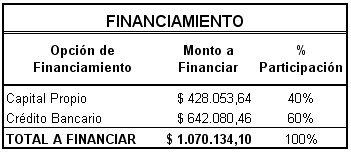 FINANCIAMIENTO
Opción de Financiamiento Monto a Financiar % Participación
Capital Propio $ 428.053,64 40%
Crédito Bancario $ 642.080,46 60%
TOTAL A FINANCIAR $ 1.070.134,10 100%